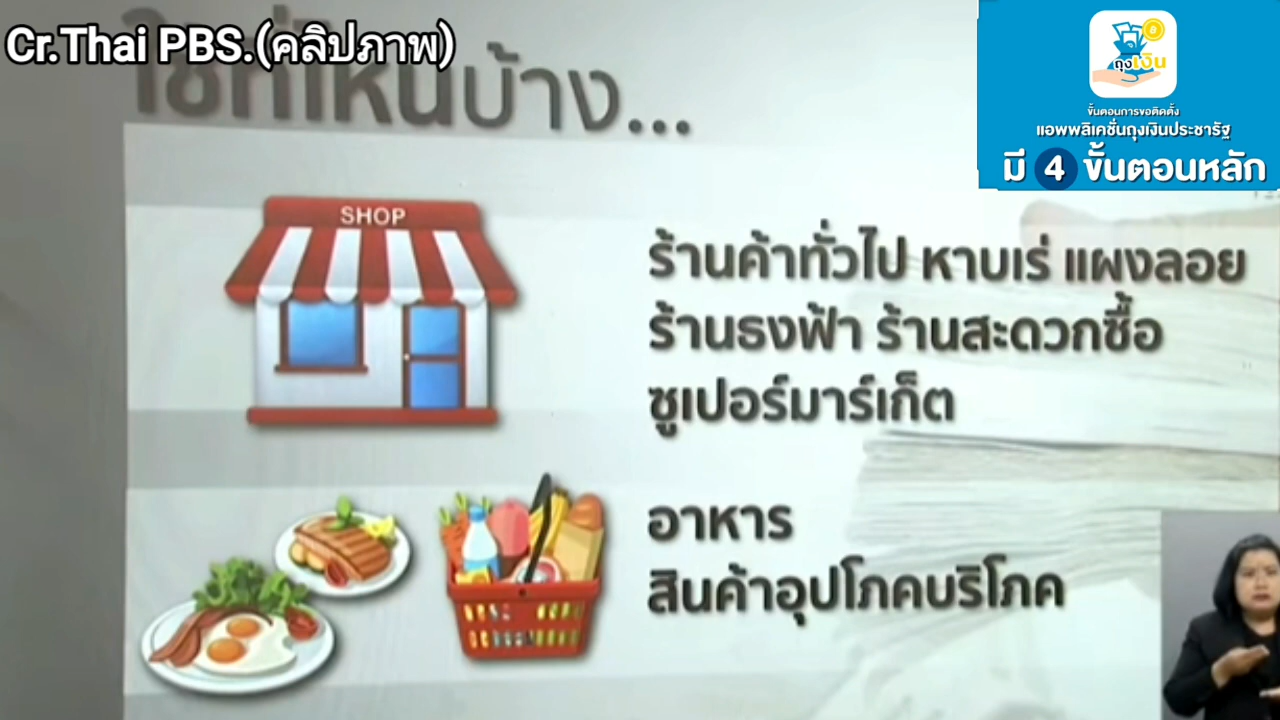 Cr.Thai PBS.(คลิปภาพ)
ใช้ที่ไหนบ้าง...
ถุงเงิน
ขั้นตอนการขอติดตั้ง
แอพพลิเคชั่นถุงเงินประชารัฐ
มี 4 ขั้นตอนหลัก
SHOP
ร้านค้าทั่วไป หาบเร่ แผงลอย
ร้านธงฟ้า ร้านสะดวกซื้อ
ซูเปอร์มาร์เก็ต
อาหาร
สินค้าอุปโภคบริโภค